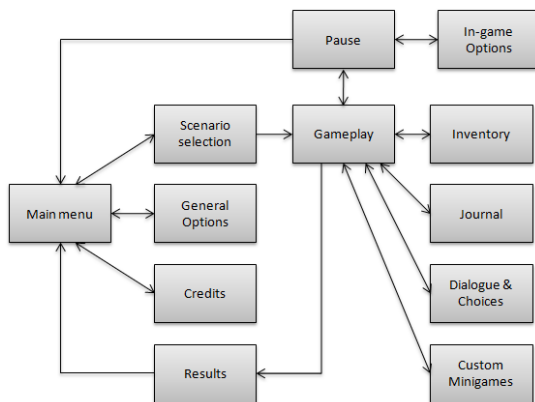 Pause
In-game
Options
Scenario
selection
Gameplay
Inventory
Main menu
General
Options
Journal
Credits
Dialogue &
Choices
Results
Custom
Minigames